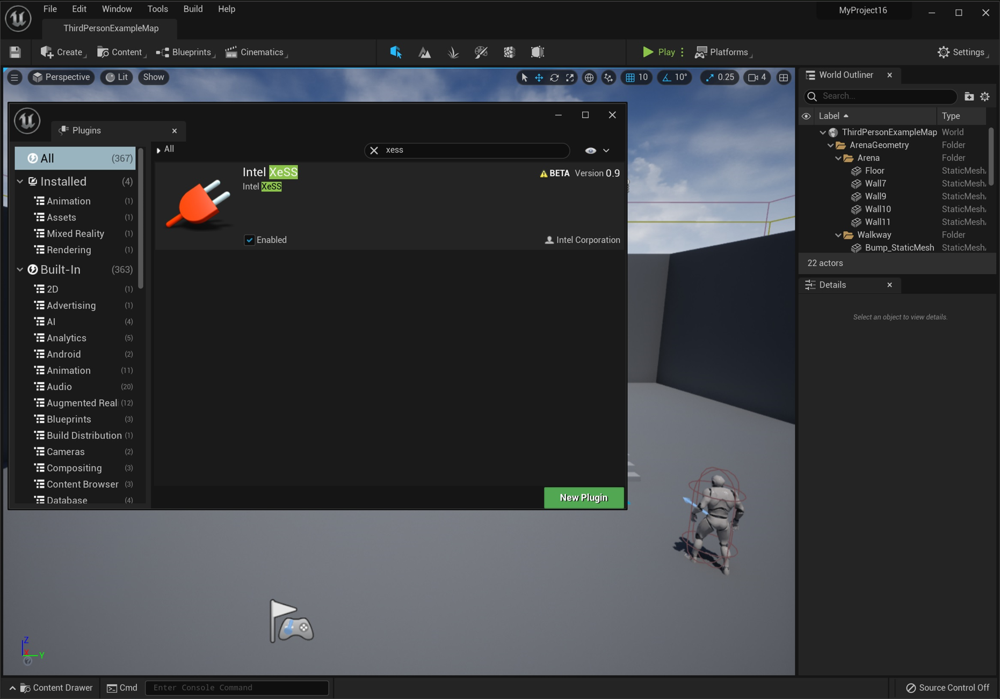 File Edit Window Tools Build Help
MyProject16
ThirdPersonExampleMap
Create Content Blueprints Cinematics
Play Platforms Settings
Perspective Lit Show
10 10° 0.25 4
World Outliner
Search...
Label Type
ThirdPersonExampleMap World
ArenaGeometry Folder
Arena Folder
Floor StaticMesh
Wall7 StaticMesh
Wall9 StaticMesh
Wall10 StaticMesh
Wall11 StaticMesh
Walkway Folder
Bump_StaticMesh StaticMesh
22 actors
Details
Select an object to view details.
Plugins
All (367)
Installed (4)
Animation (1)
Assets (1)
Mixed Reality (1)
Rendering (1)
Built-In (363)
2D (1)
Advertising (1)
AI (4)
Analytics (5)
Android (2)
Animation (11)
Audio (20)
Augmented Real (12)
Blueprints (3)
Build Distribution (1)
Cameras (2)
Compositing (3)
Content Browser (3)
Database (4)
All
xess
Intel XeSS
BETA Version 0.9
Intel XeSS
Enabled
Intel Corporation
New Plugin
Z
X
Y
Content Drawer Cmd Enter Console Command
Source Control Off